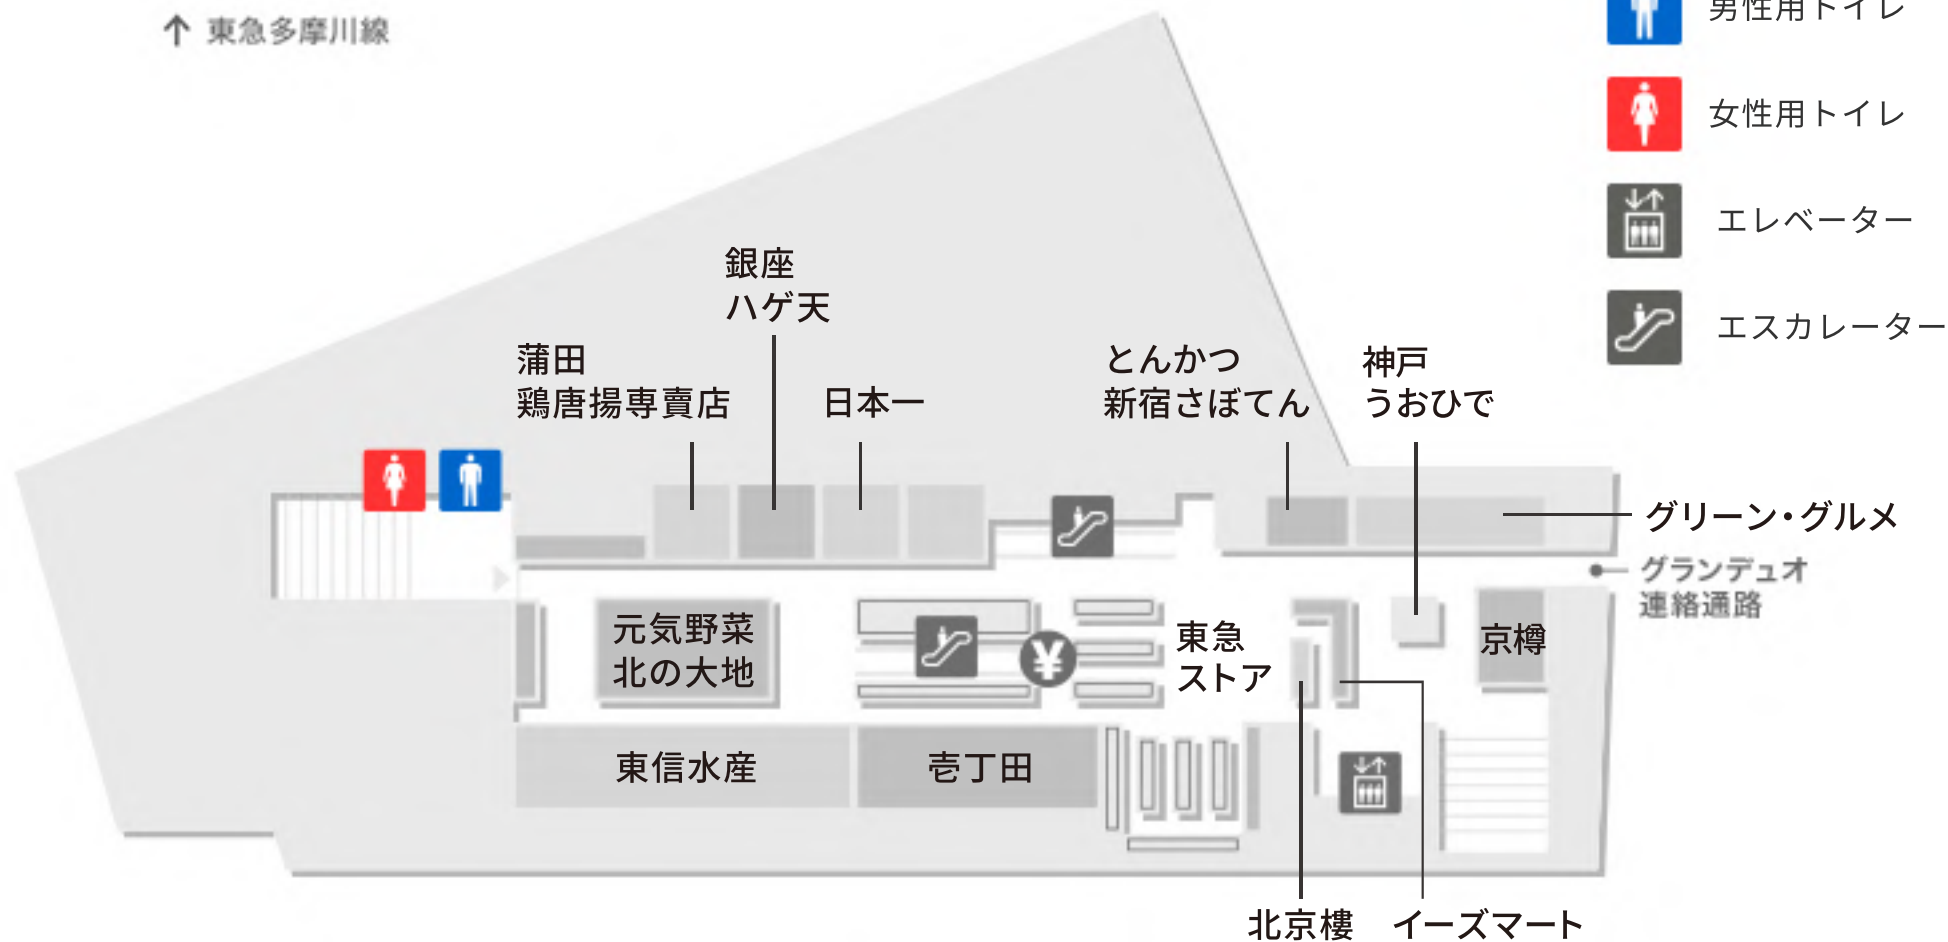 ↑ 東急多摩川線
男性用トイレ
女性用トイレ
エレベーター
エスカレーター
銀座
ハゲ天
蒲田
鶏唐揚専賣店
日本一
とんかつ
新宿さぼてん
神戸
うおひで
グリーン・グルメ
グランデュオ
連絡通路
元気野菜
北の大地
¥
東急
ストア
京樽
東信水産
壱丁田
北京樓
イーズマート